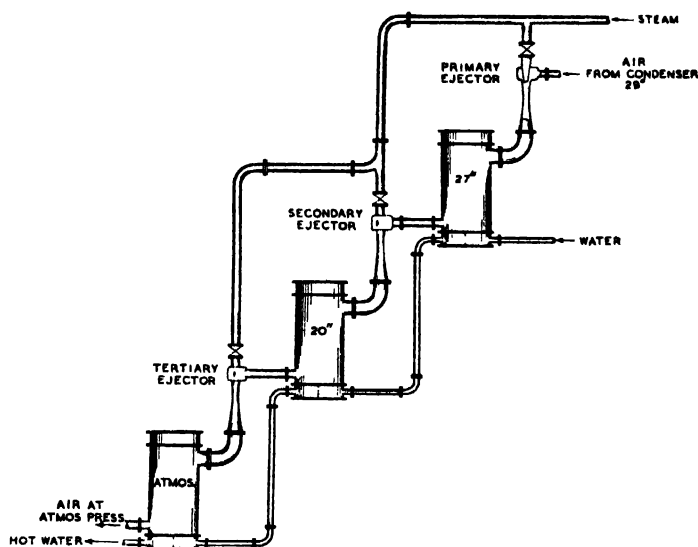 STEAM
PRIMARY
EJECTOR
AIR
FROM CONDENSER
29"
27"
SECONDARY
EJECTOR
WATER
20"
TERTIARY
EJECTOR
ATMOS.
AIR AT
ATMOS PRESS.
HOT WATER